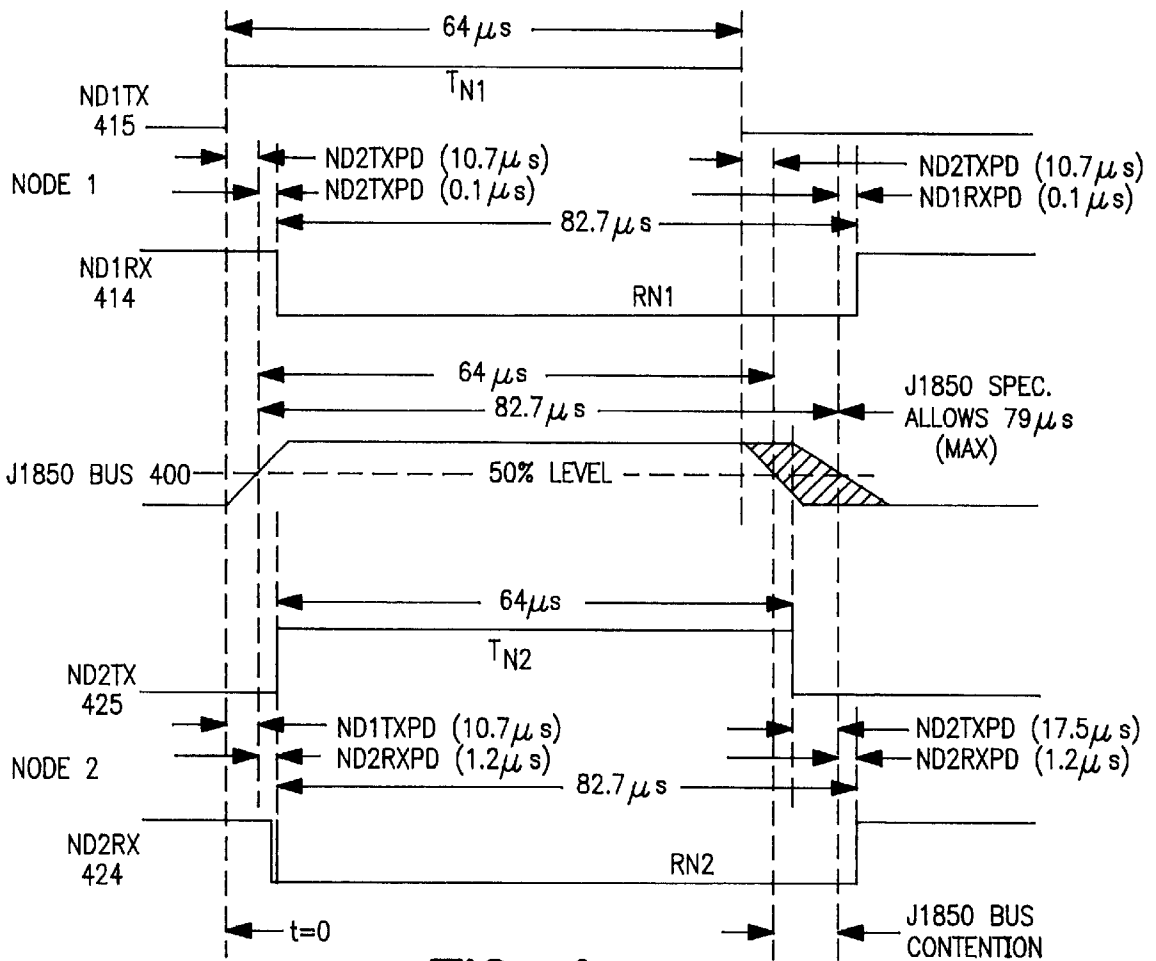 64μs
TN1
ND1TX
415
ND2TXPD (10.7μs)
ND2TXPD (10.7μs)
NODE 1
ND2TXPD (0.1μs)
ND1RXPD (0.1μs)
82.7μs
ND1RX
414
RN1
64μs
82.7μs
J1850 SPEC.
ALLOWS 79μs
(MAX)
J1850 BUS 400
50% LEVEL
64μs
TN2
ND2TX
425
ND1TXPD (10.7μs)
ND2TXPD (17.5μs)
NODE 2
ND2RXPD (1.2μs)
ND2RXPD (1.2μs)
82.7μs
ND2RX
424
RN2
t=0
J1850 BUS
CONTENTION